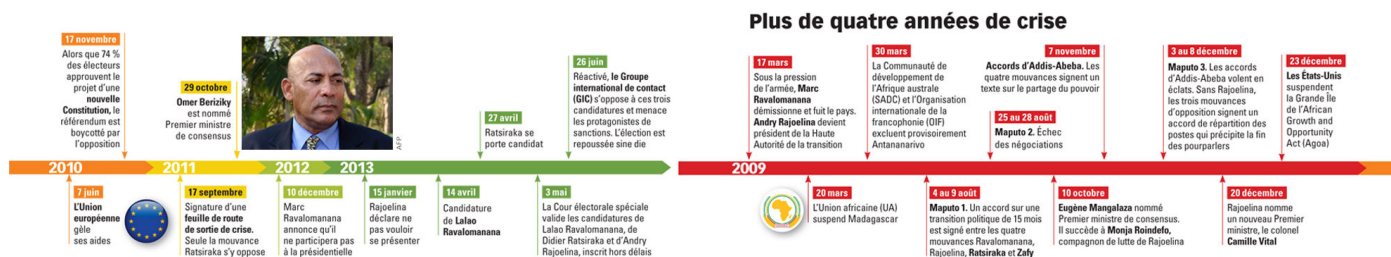 Plus de quatre années de crise
17 novembre
Alors que 74 %
des électeurs
approuvent le
projet d'une
nouvelle
Constitution, le
référendum est
boycotté par
l'opposition
29 octobre
Omer Beriziky
est nommé
Premier ministre
de consensus
AFP
27 avril
Ratsiraka se
porte candidat
26 juin
Réactivé, le Groupe
international de contact
(GIC) s'oppose à ces trois
candidatures et menace
les protagonistes de
sanctions. L'élection est
repoussée sine die
2010
2011
2012
2013
7 juin
L'Union
européenne
gèle
ses aides
17 septembre
Signature d'une
feuille de route
de sortie de crise.
Seule la mouvance
Ratsiraka s'y oppose
10 décembre
Marc
Ravalomanana
annonce qu'il
ne participera pas
à la présidentielle
15 janvier
Rajoelina
déclare ne
pas vouloir
se présenter
14 avril
Candidature
de Lalao
Ravalomanana
3 mai
La Cour électorale spéciale
valide les candidatures de
Lalao Ravalomanana, de
Didier Ratsiraka et d'Andry
Rajoelina, inscrit hors délais
17 mars
Sous la pression
de l'armée, Marc
Ravalomanana
démissionne et fuit le pays.
Andry Rajoelina devient
président de la Haute
Autorité de la transition
30 mars
La Communauté de
développement de
l'Afrique australe
(SADC) et l'Organisation
internationale de la
francophonie (OIF)
excluent provisoirement
Antananarivo
7 novembre
Accords d'Addis-Abeba. Les
quatre mouvances signent un
texte sur le partage du pouvoir
25 au 28 août
Maputo 2. Échec
des négociations
3 au 8 décembre
Maputo 3. Les accords
d'Addis-Abeba volent en
éclats. Sans Rajoelina,
les trois mouvances
d'opposition signent un
accord de répartition des
postes qui précipite la fin
des pourparlers
23 décembre
Les États-Unis
suspendent
la Grande Île
de l'African
Growth and
Opportunity
Act (Agoa)
2009
20 mars
L'Union africaine (UA)
suspend Madagascar
4 au 9 août
Maputo 1. Un accord sur une
transition politique de 15 mois
est signé entre les quatre
mouvances Ravalomanana,
Rajoelina, Ratsiraka et Zafy
10 octobre
Eugène Mangalaza nommé
Premier ministre de consensus.
Il succède à Monja Roindefo,
compagnon de lutte de Rajoelina
20 décembre
Rajoelina nomme
un nouveau Premier
ministre, le colonel
Camille Vital